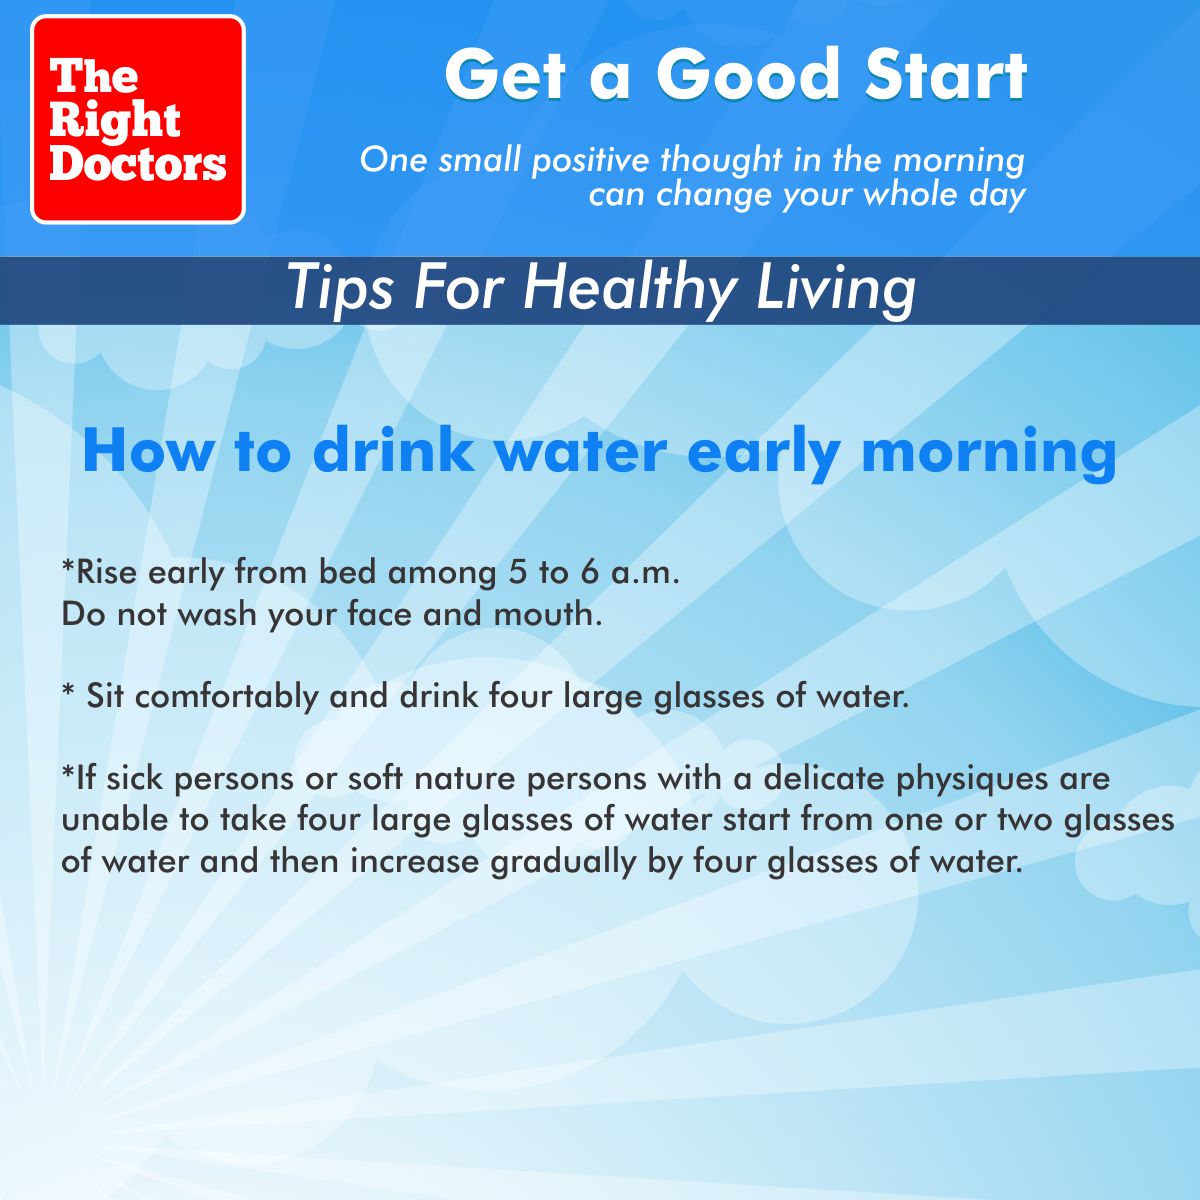 The
Right
Doctors
Get a Good Start
One small positive thought in the morning
can change your whole day
Tips For Healthy Living
How to drink water early morning
*Rise early from bed among 5 to 6 a.m.
Do not wash your face and mouth.
* Sit comfortably and drink four large glasses of water.
*If sick persons or soft nature persons with a delicate physiques are
unable to take four large glasses of water start from one or two glasses
of water and then increase gradually by four glasses of water.